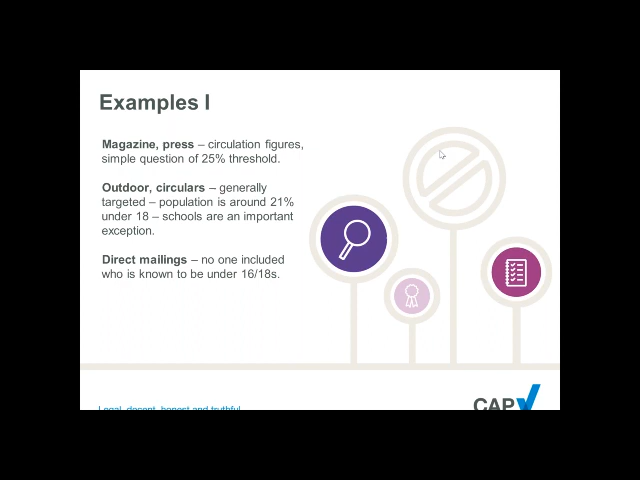 Examples I
Magazine, press – circulation figures,
simple question of 25% threshold.
Outdoor, circulars – generally
targeted – population is around 21%
under 18 – schools are an important
exception.
Direct mailings – no one included
who is known to be under 16/18s.
Legal, decent, honest and truthful
CAP